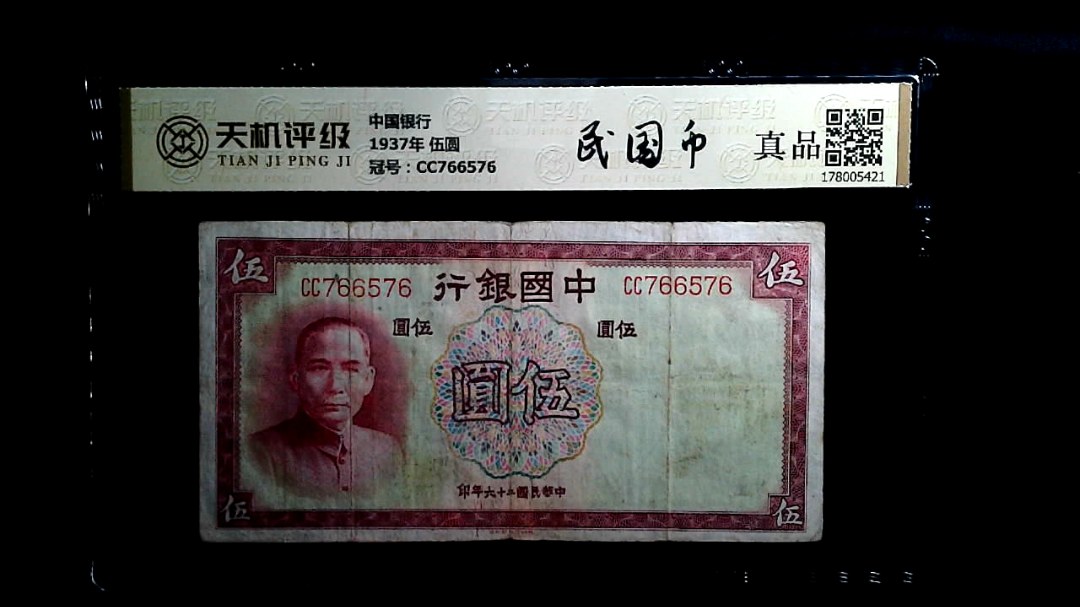 天机评级
TIAN JI PING JI
中国银行
1937年 伍圆
冠号：CC766576
民国币
真品
178005421
伍
伍
CC766576
行銀國中
CC766576
圓伍
圓伍
圓伍
印年六十二國民華中
伍
伍